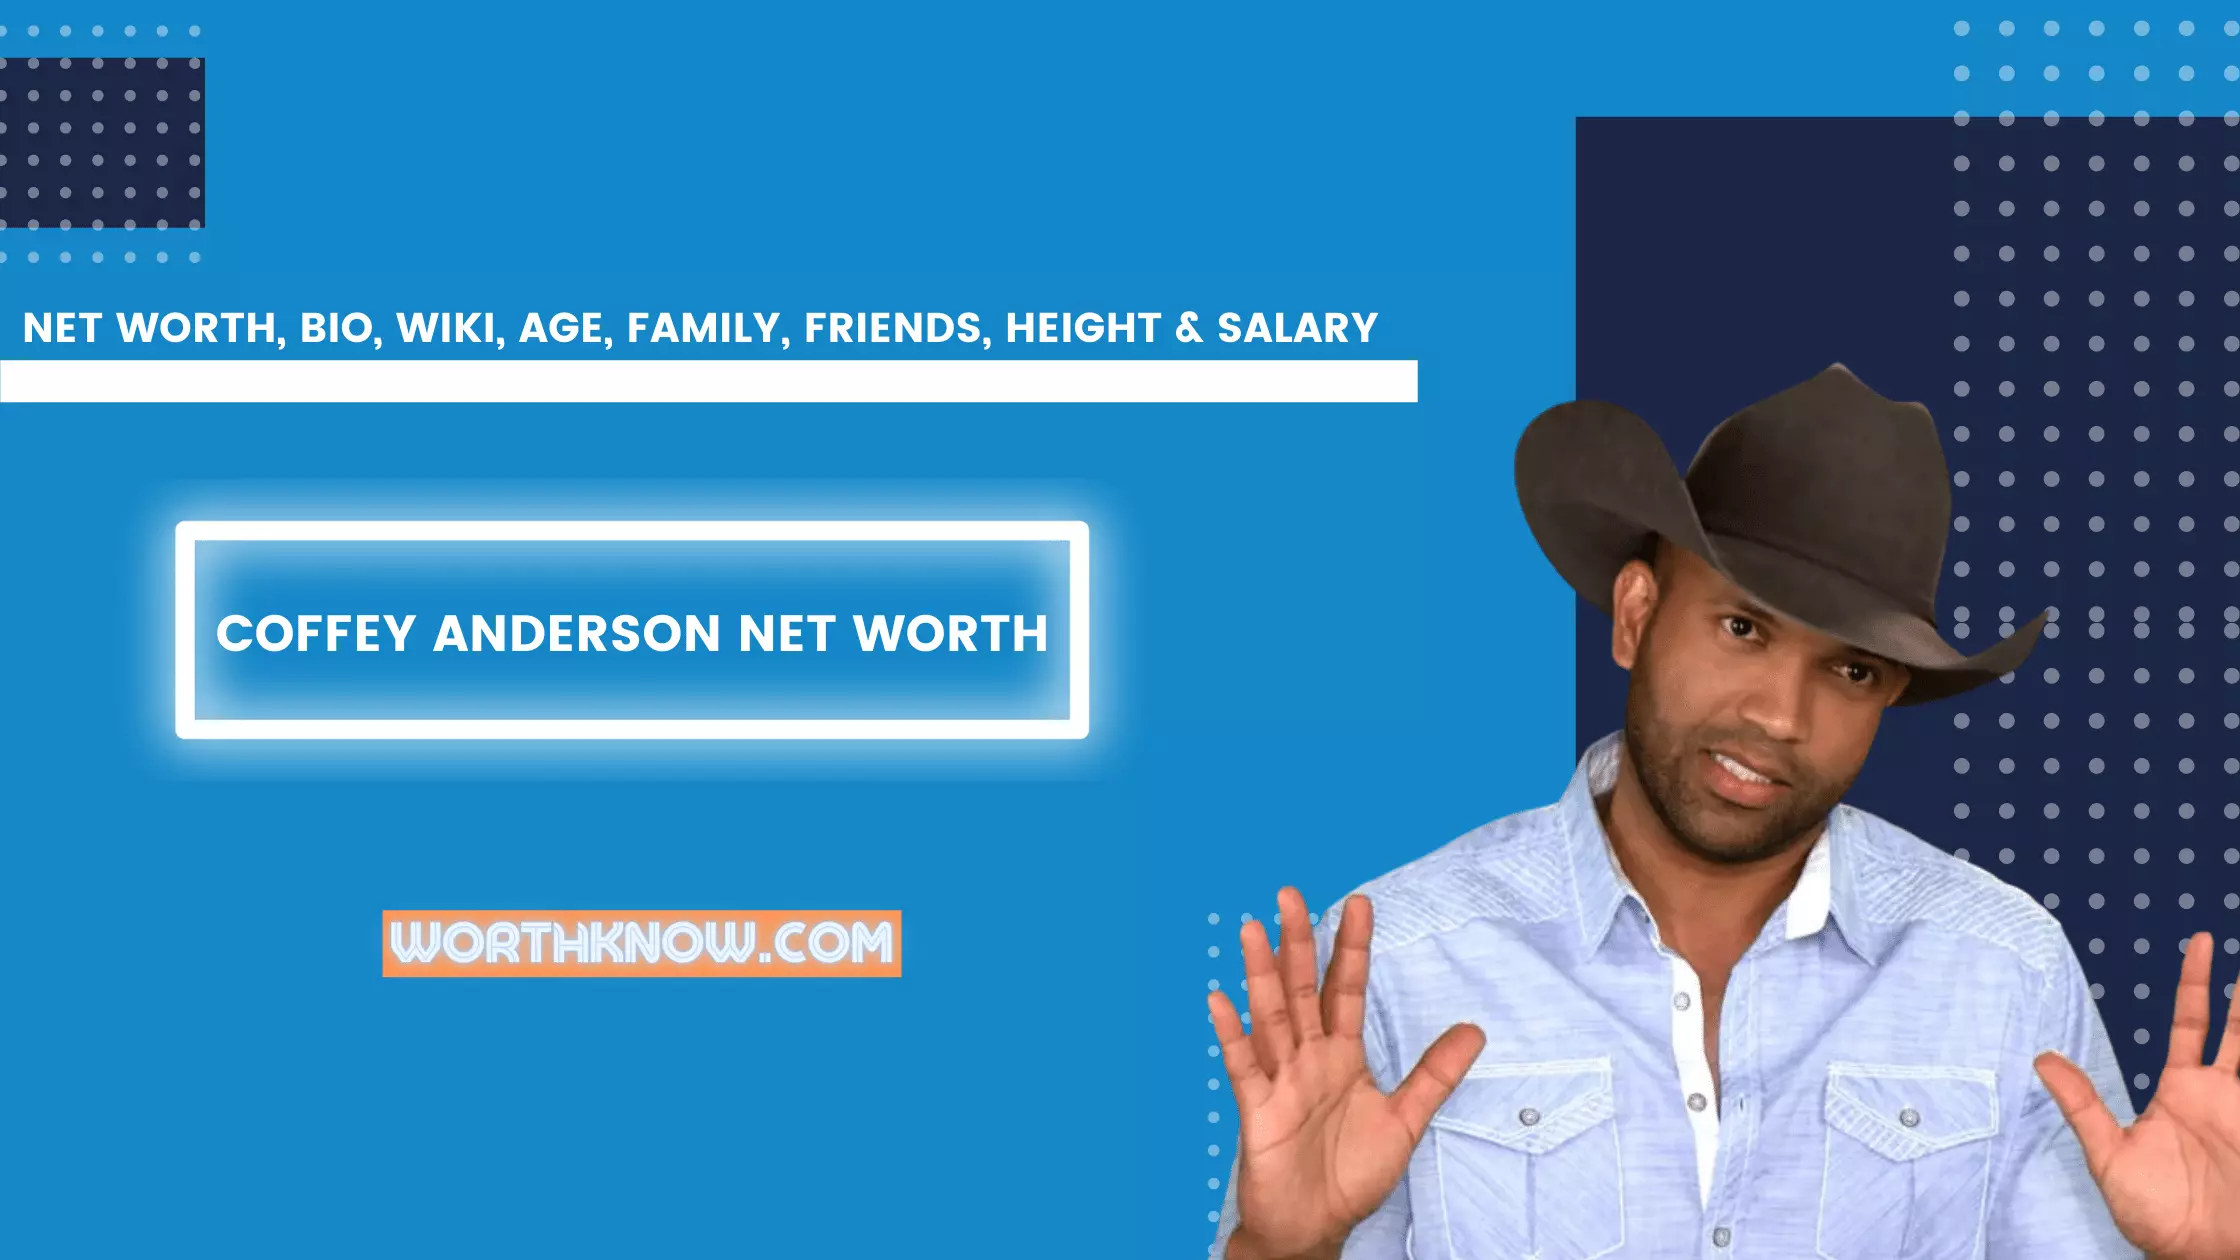 NET WORTH, BIO, WIKI, AGE, FAMILY, FRIENDS, HEIGHT & SALARY
COFFEY ANDERSON NET WORTH
WORTHKNOW.COM